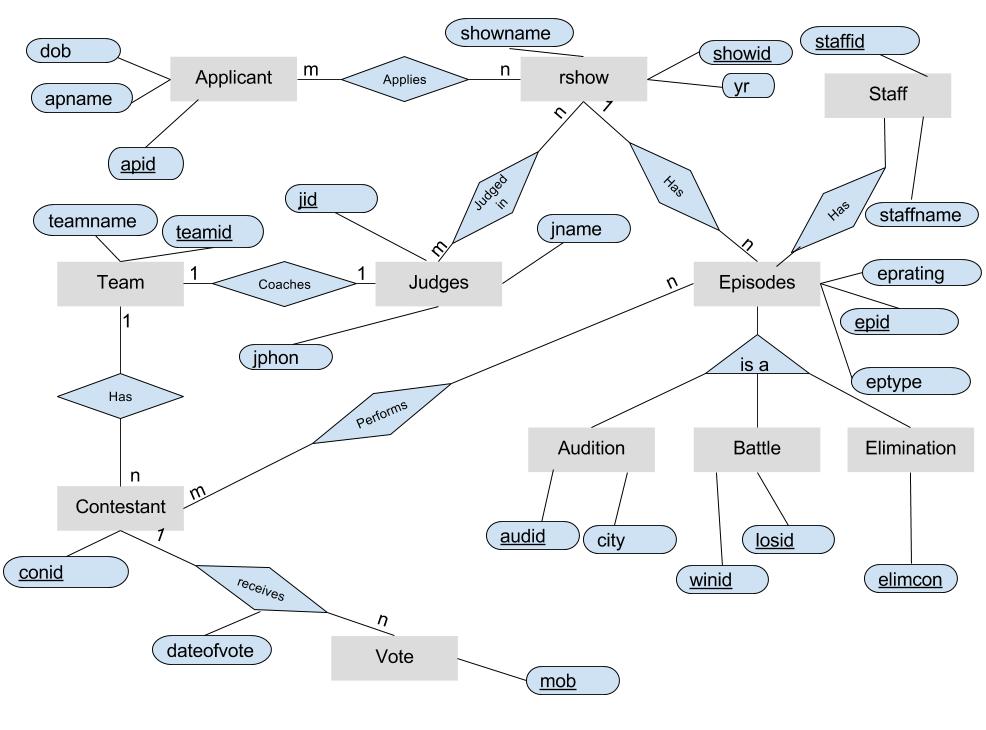 showname
staffid
dob
Applicant
m
Applies
n
rshow
showid
yr
Staff
apname
apid
n
1
Judged
in
Has
Has
staffname
jid
teamname
teamid
jname
m
n
Team
1
Coaches
1
Judges
n
Episodes
eprating
epid
1
jphon
is a
eptype
Has
Performs
Audition
Battle
Elimination
n
m
Contestant
1
audid
city
losid
conid
winid
elimcon
receives
n
dateofvote
Vote
mob